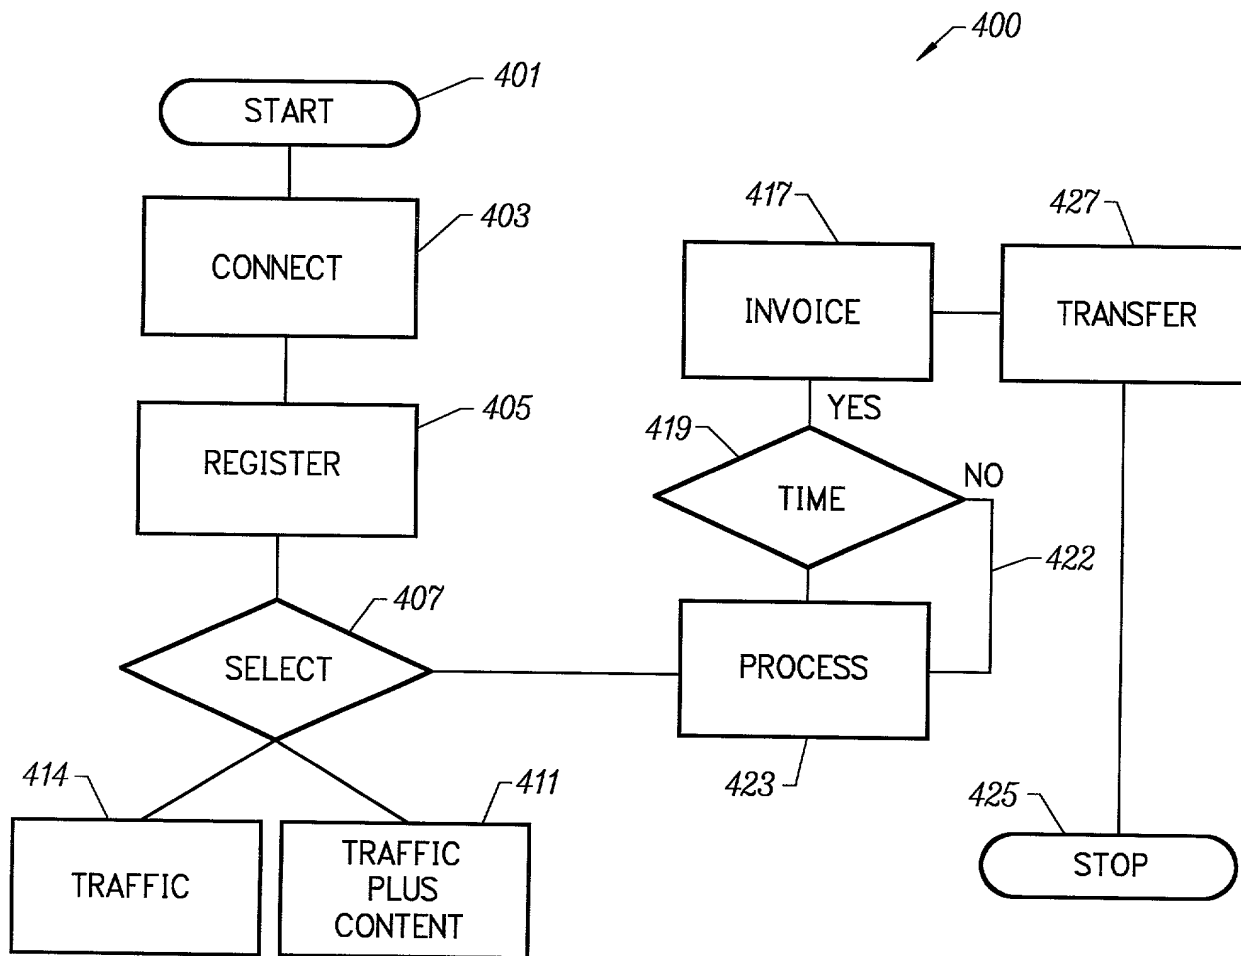 400
401
START
403
CONNECT
417
427
INVOICE
TRANSFER
405
REGISTER
YES
419
NO
TIME
422
407
SELECT
PROCESS
423
414
411
425
TRAFFIC
TRAFFIC
PLUS
CONTENT
STOP